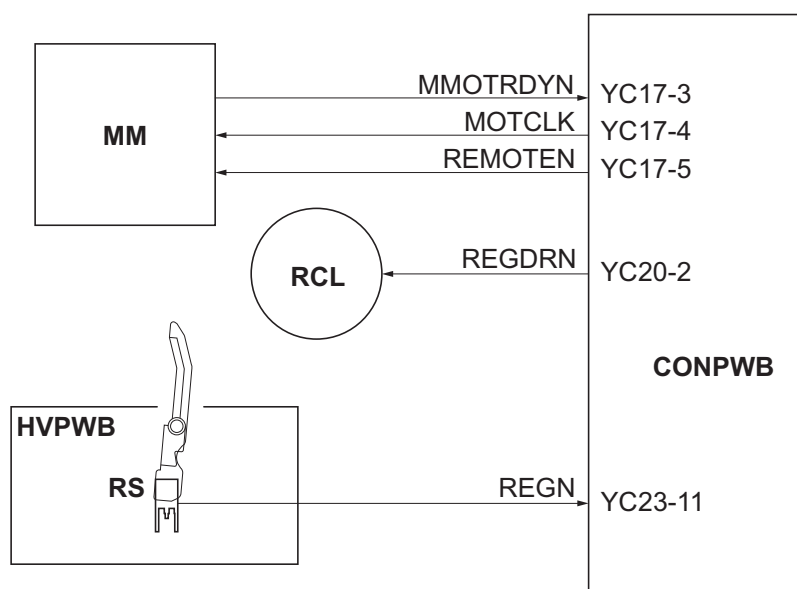 MMOTRDYN YC17-3
MM MOTCLK YC17-4
REMOTEN YC17-5
RCL REGDRN YC20-2
CONPWB
HVPWB
RS REGN YC23-11